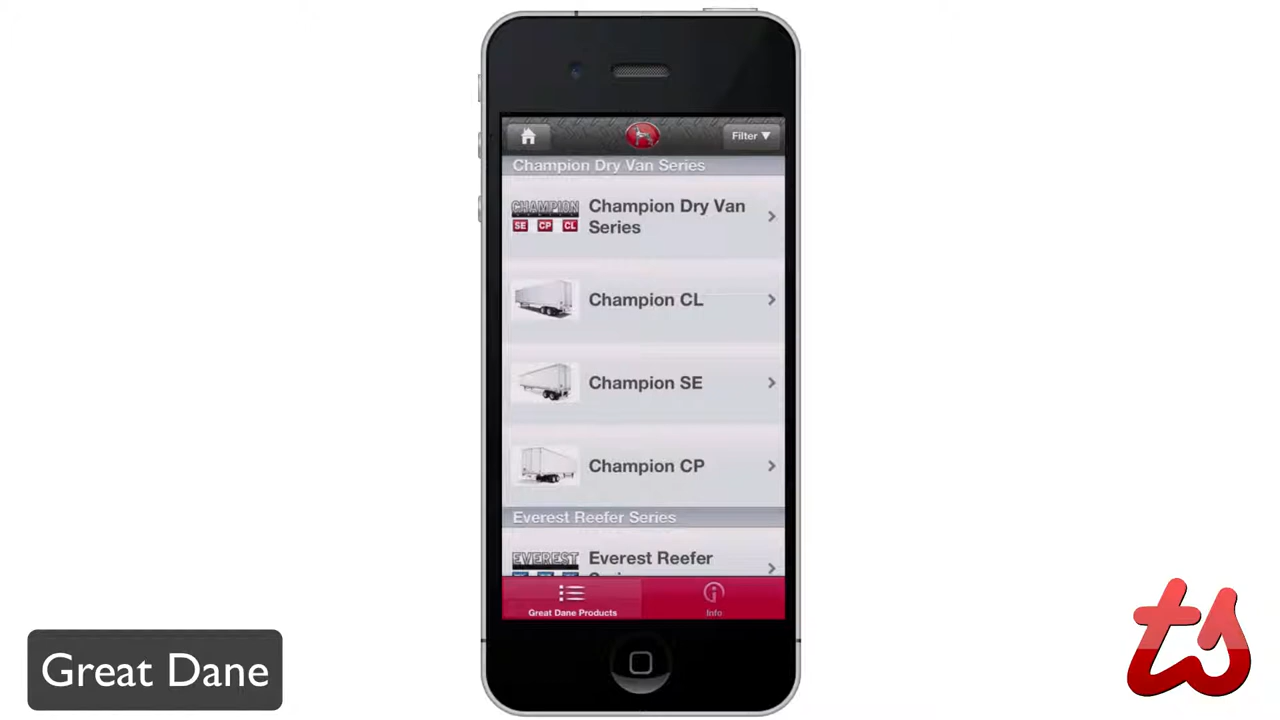 Filter ▼
Champion Dry Van Series
CHAMPION
SE CP CL
Champion Dry Van
Series
Champion CL
Champion SE
Champion CP
Everest Reefer Series
EVEREST
Everest Reefer
Great Dane Products
Info
Great Dane
ts